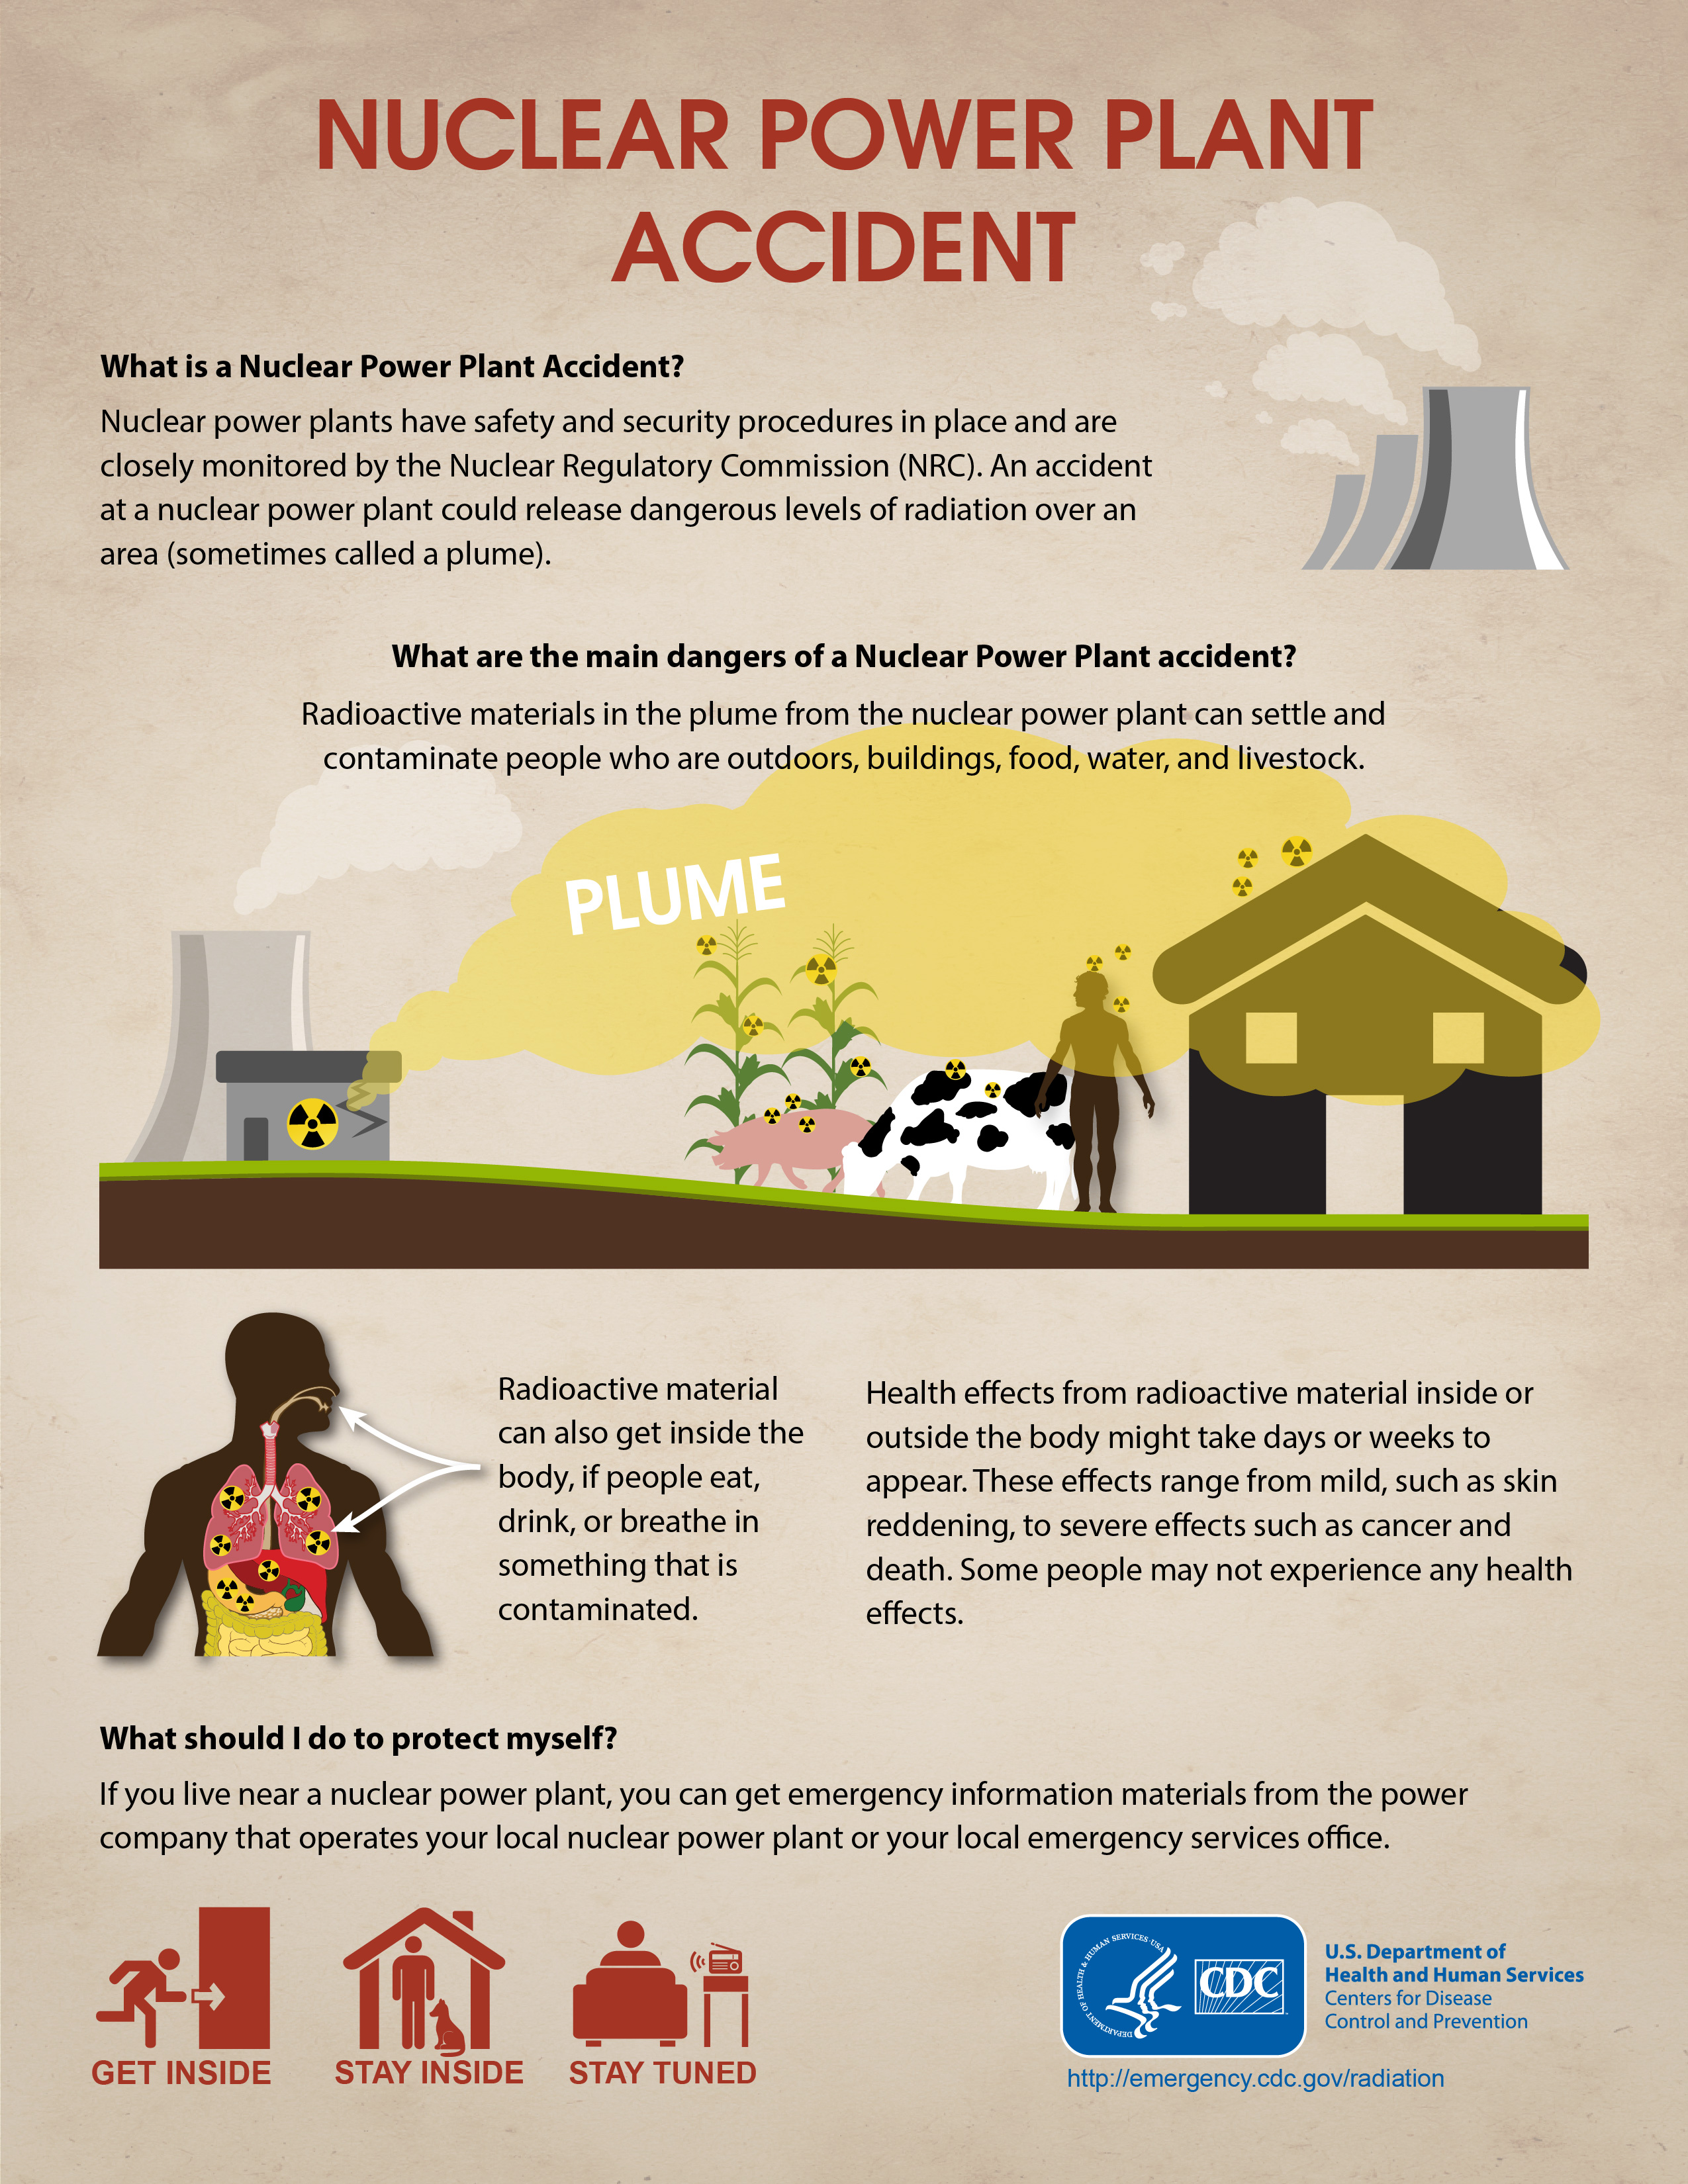 NUCLEAR POWER PLANT
ACCIDENT
What is a Nuclear Power Plant Accident?
Nuclear power plants have safety and security procedures in place and are
closely monitored by the Nuclear Regulatory Commission (NRC). An accident
at a nuclear power plant could release dangerous levels of radiation over an
area (sometimes called a plume).
What are the main dangers of a Nuclear Power Plant accident?
Radioactive materials in the plume from the nuclear power plant can settle and
contaminate people who are outdoors, buildings, food, water, and livestock.
PLUME
Radioactive material
can also get inside the
body, if people eat,
drink, or breathe in
something that is
contaminated.
Health effects from radioactive material inside or
outside the body might take days or weeks to
appear. These effects range from mild, such as skin
reddening, to severe effects such as cancer and
death. Some people may not experience any health
effects.
What should I do to protect myself?
If you live near a nuclear power plant, you can get emergency information materials from the power
company that operates your local nuclear power plant or your local emergency services office.
GET INSIDE
STAY INSIDE
STAY TUNED
DEPARTMENT OF HEALTH & HUMAN SERVICES·USA
CDC
U.S. Department of
Health and Human Services
Centers for Disease
Control and Prevention
http://emergency.cdc.gov/radiation